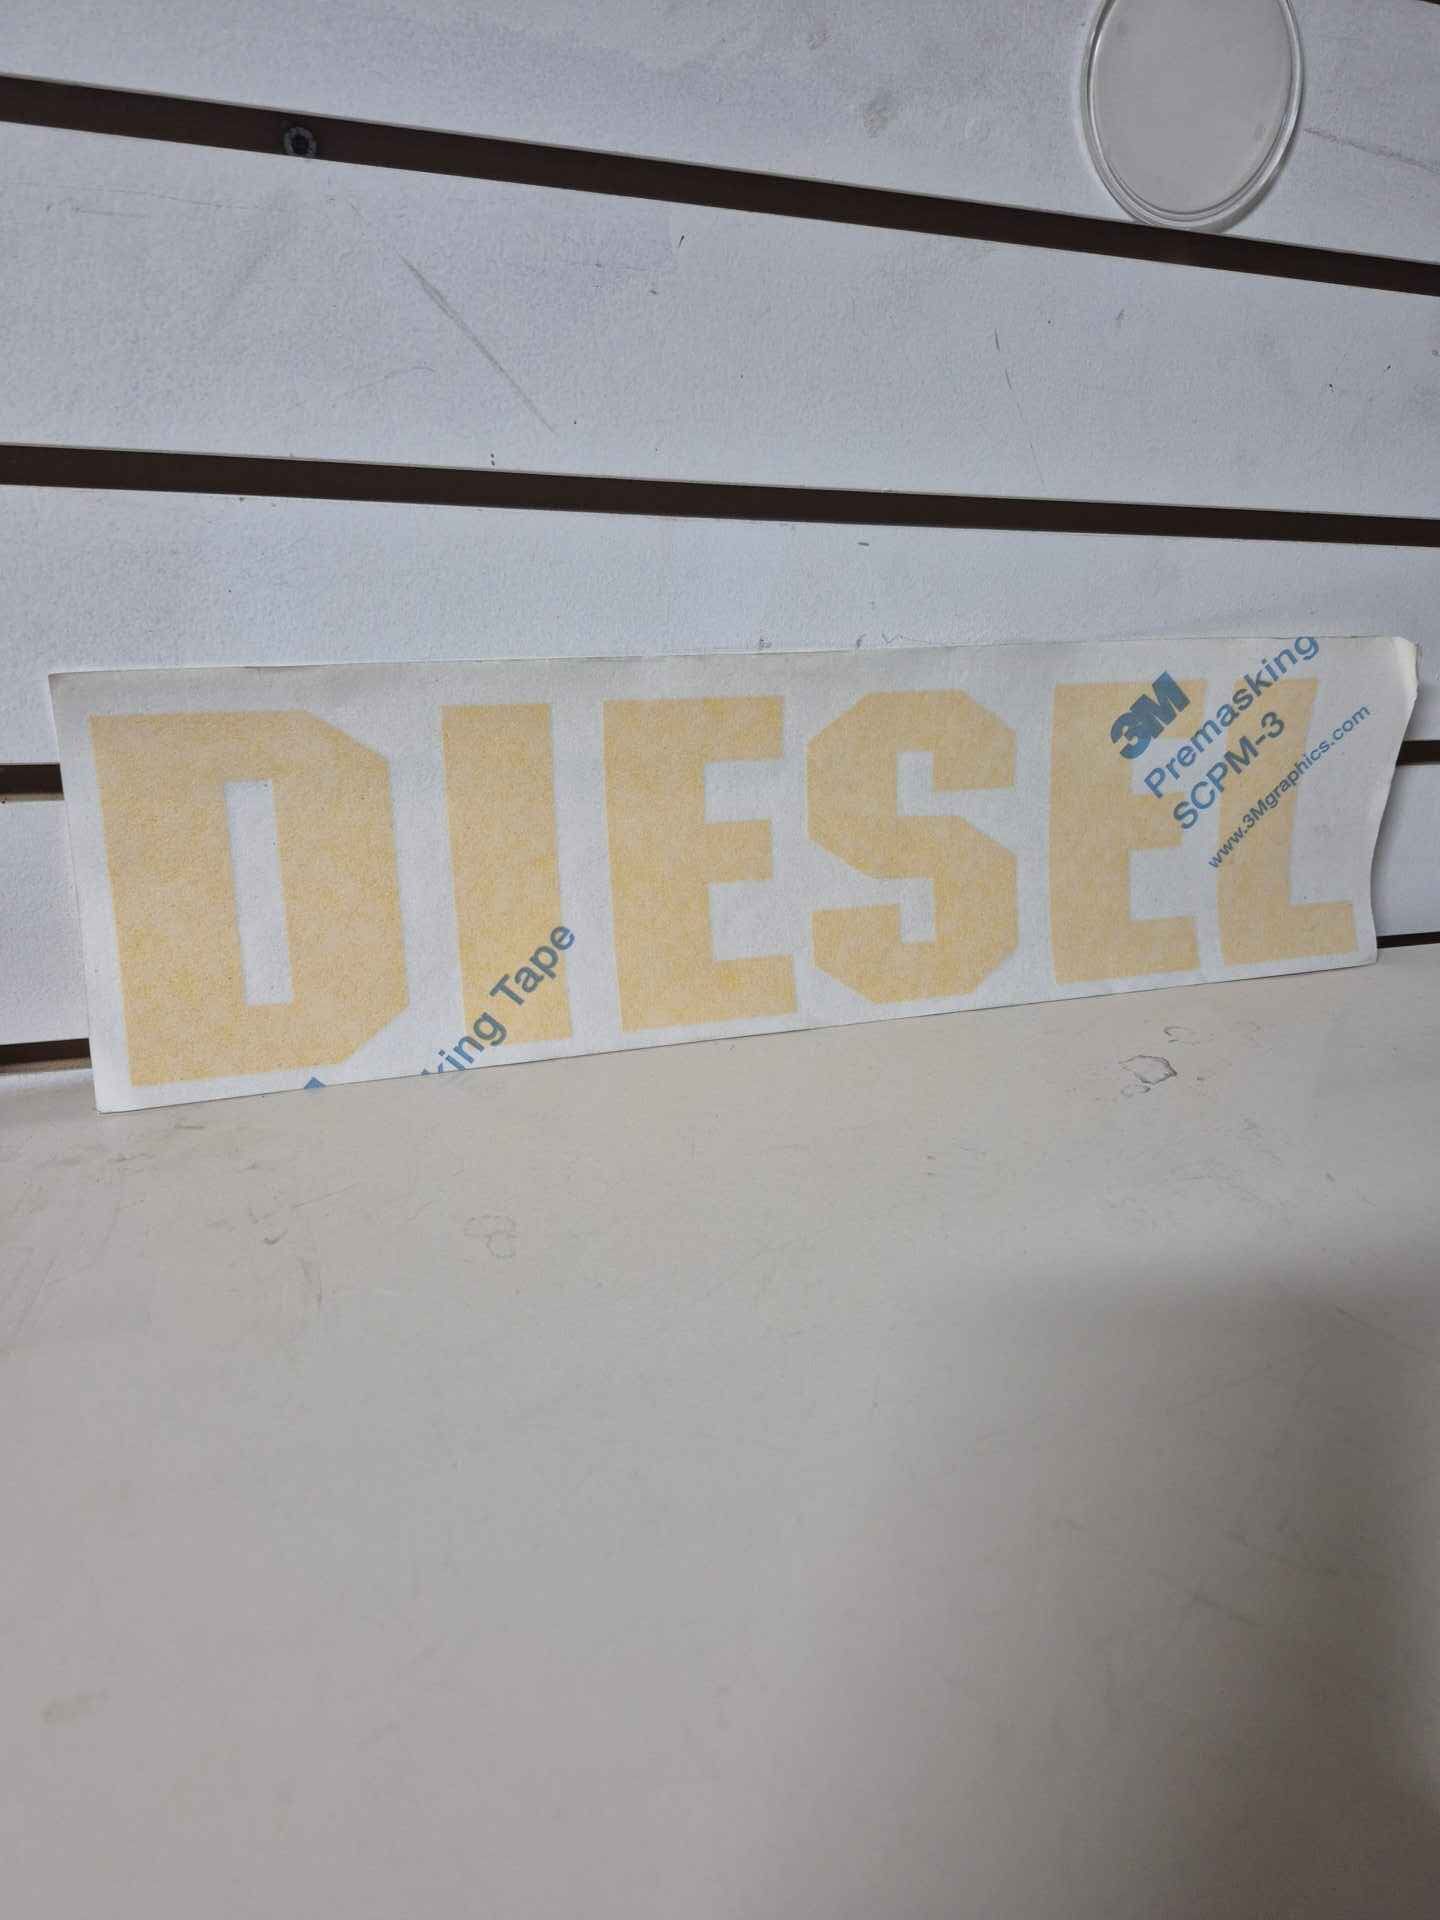 DIESEL
3M
Premasking
SCPM-3
www.3Mgraphics.com
king Tape